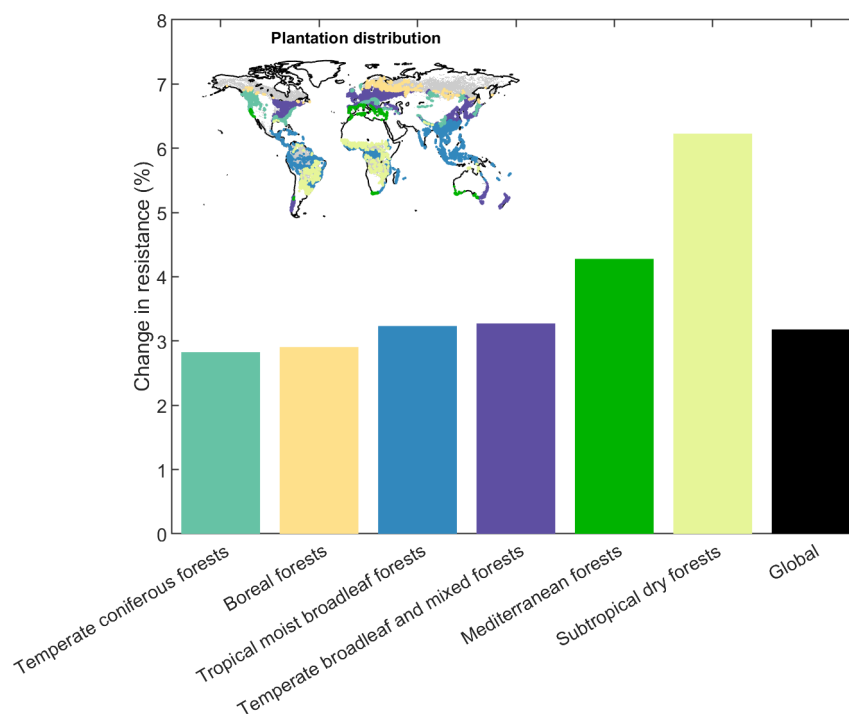 Plantation distribution
Change in resistance (%)
8
7
6
5
4
3
2
1
0
Temperate coniferous forests
Boreal forests
Tropical moist broadleaf forests
Temperate broadleaf and mixed forests
Mediterranean forests
Subtropical dry forests
Global